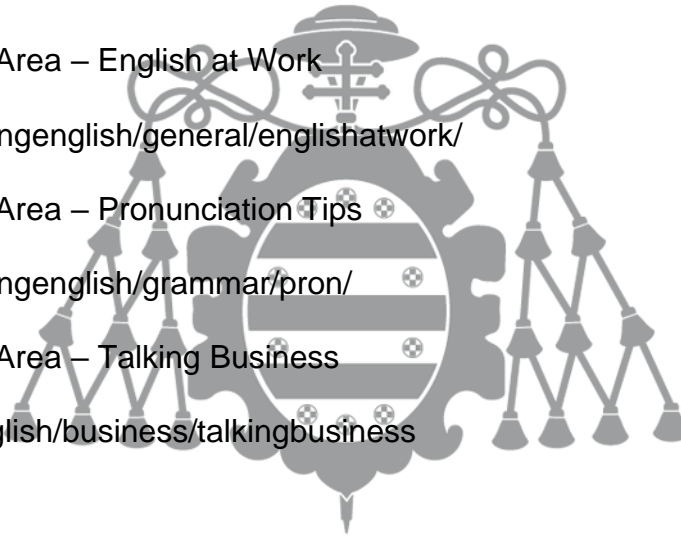 Area – English at Work
ngenglish/general/englishatwork/
Area – Pronunciation Tips
ngenglish/grammar/pron/
Area – Talking Business
glish/business/talkingbusiness